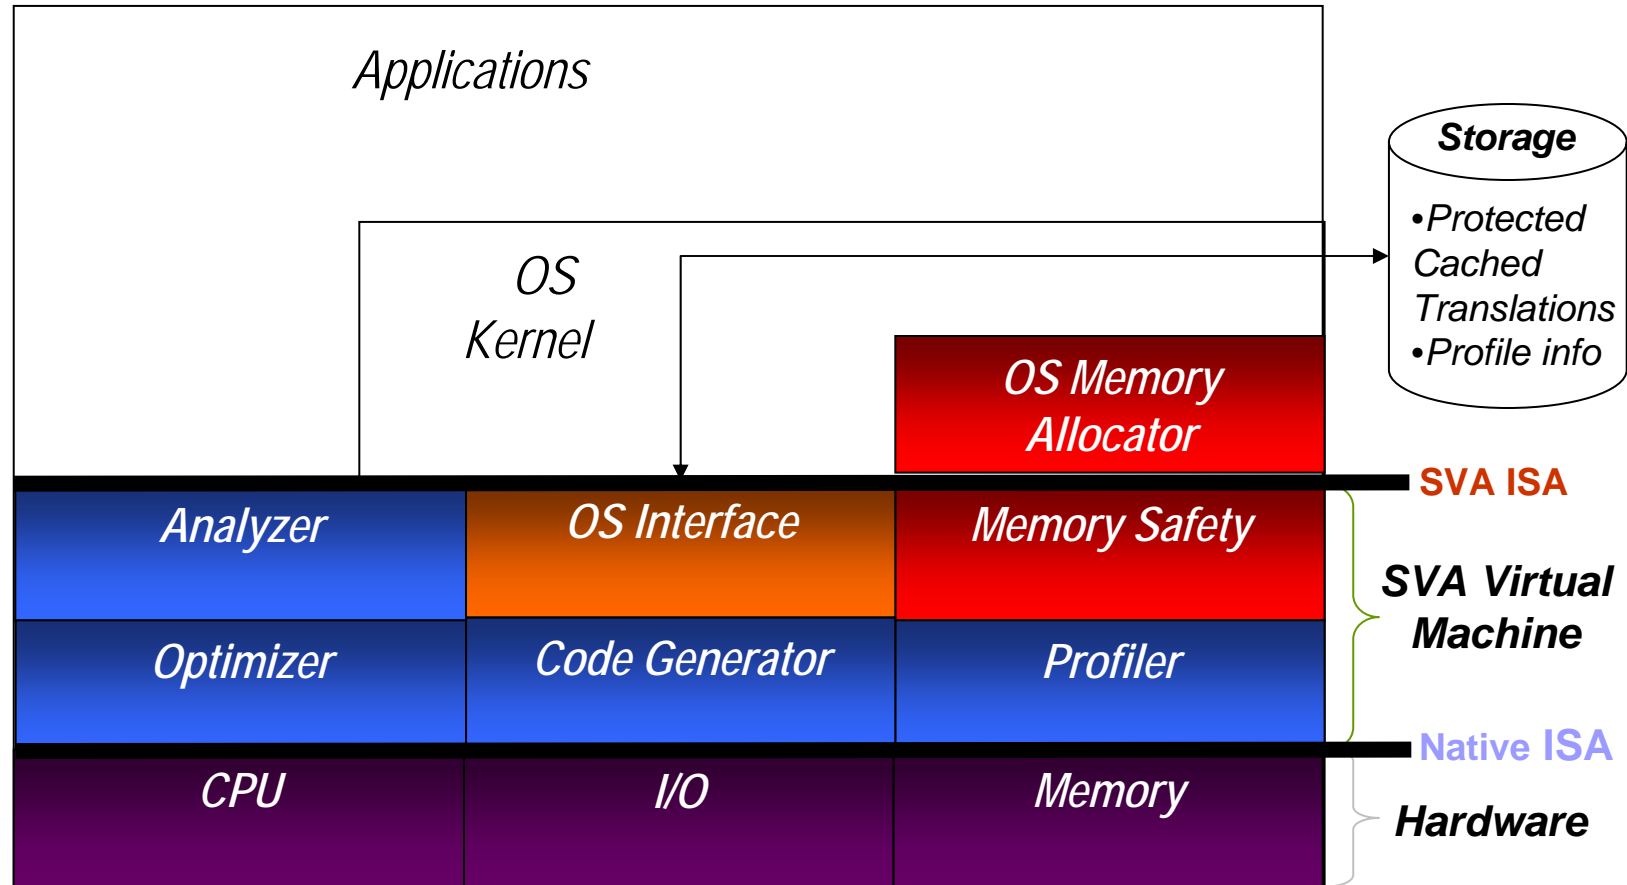 Applications
Storage
•Protected
Cached
Translations
•Profile info
OS
Kernel
OS Memory
Allocator
SVA ISA
Analyzer
OS Interface
Memory Safety
SVA Virtual
Machine
Optimizer
Code Generator
Profiler
Native ISA
CPU
I/O
Memory
Hardware